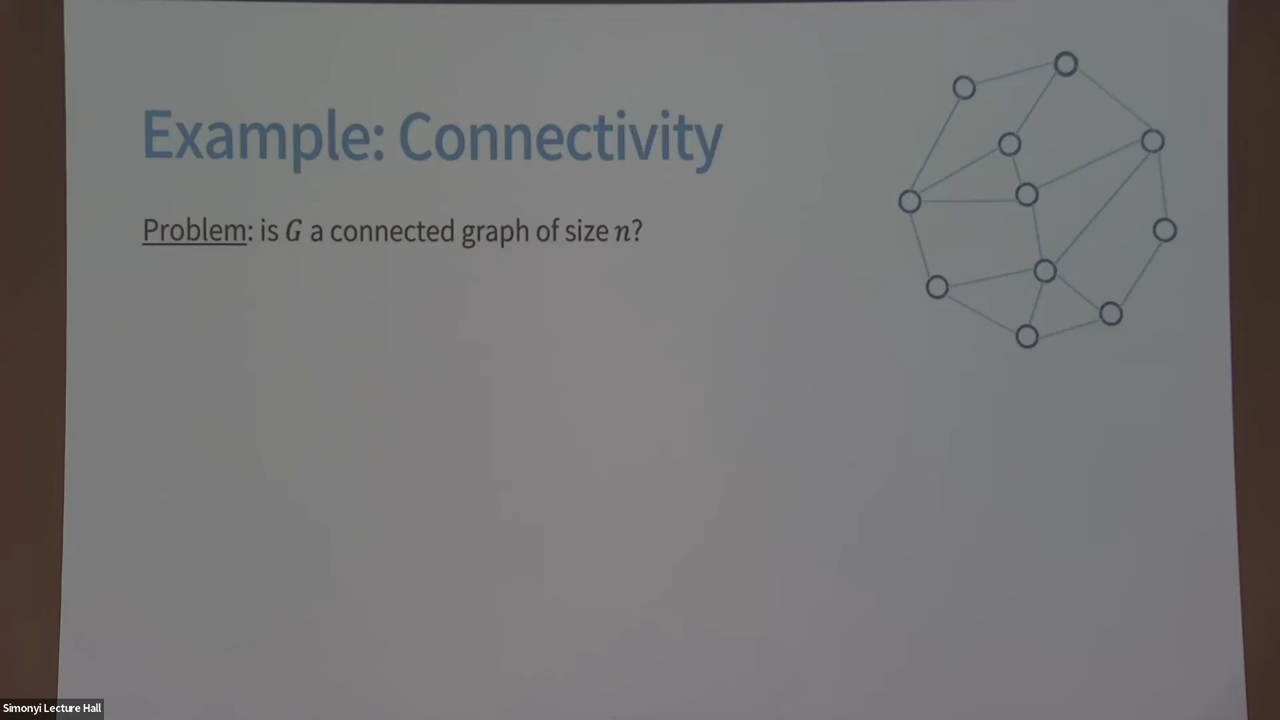 Example: Connectivity
Problem: is G a connected graph of size n?
Simonyi Lecture Hall